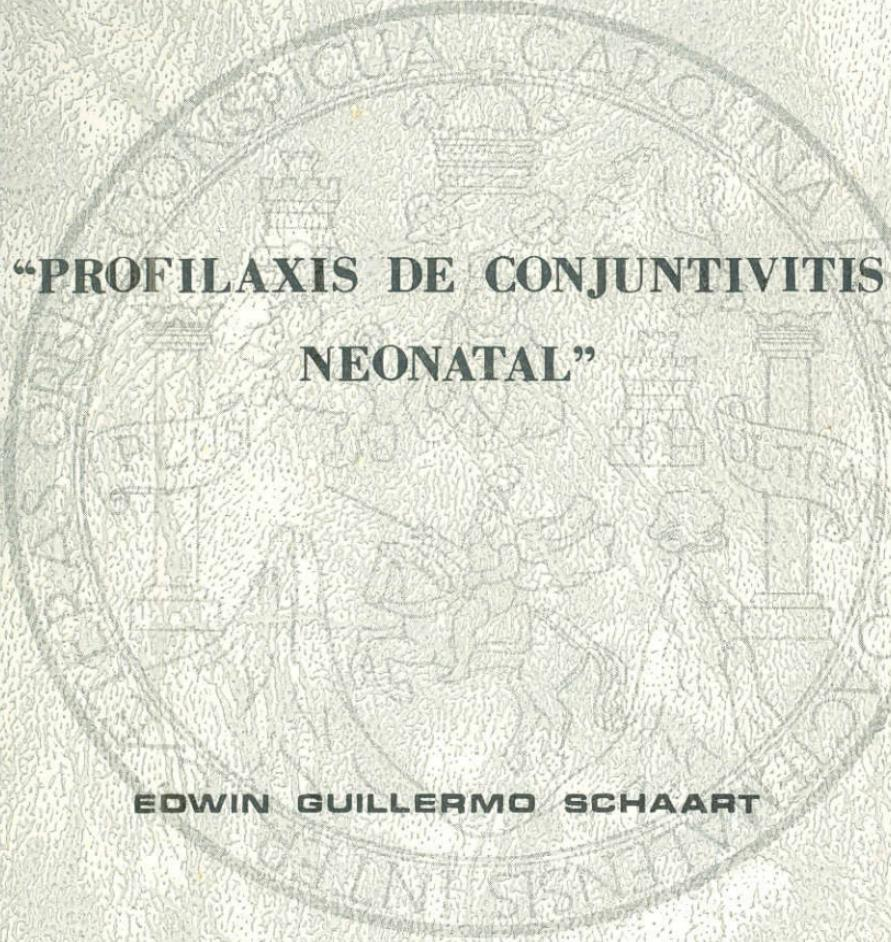 “PROFILAXIS DE CONJUNTIVITIS
NEONATAL”
EDWIN GUILLERMO SCHAART
CONSPICUA CAROLINA